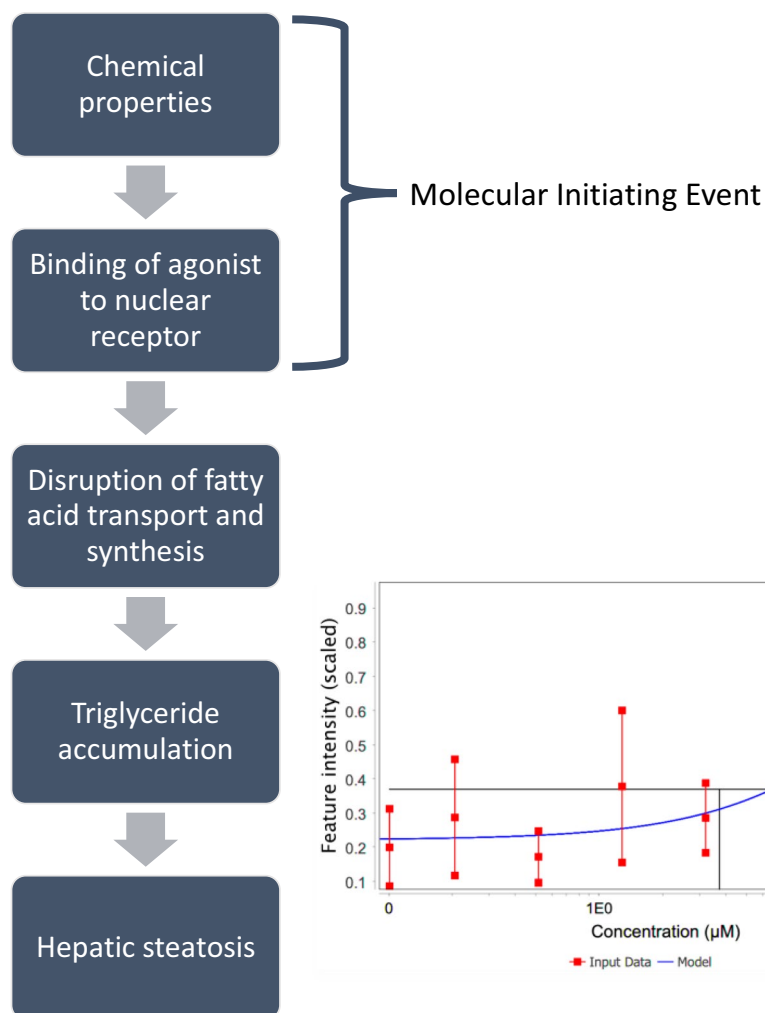 Chemical
properties
Molecular Initiating Event
Binding of agonist
to nuclear
receptor
Disruption of fatty
acid transport and
synthesis
Triglyceride
accumulation
Hepatic steatosis
Feature intensity (scaled)
0.9
0.8
0.7
0.6
0.5
0.4
0.3
0.2
0.1
0
1E0
Concentration (µM)
Input Data
Model